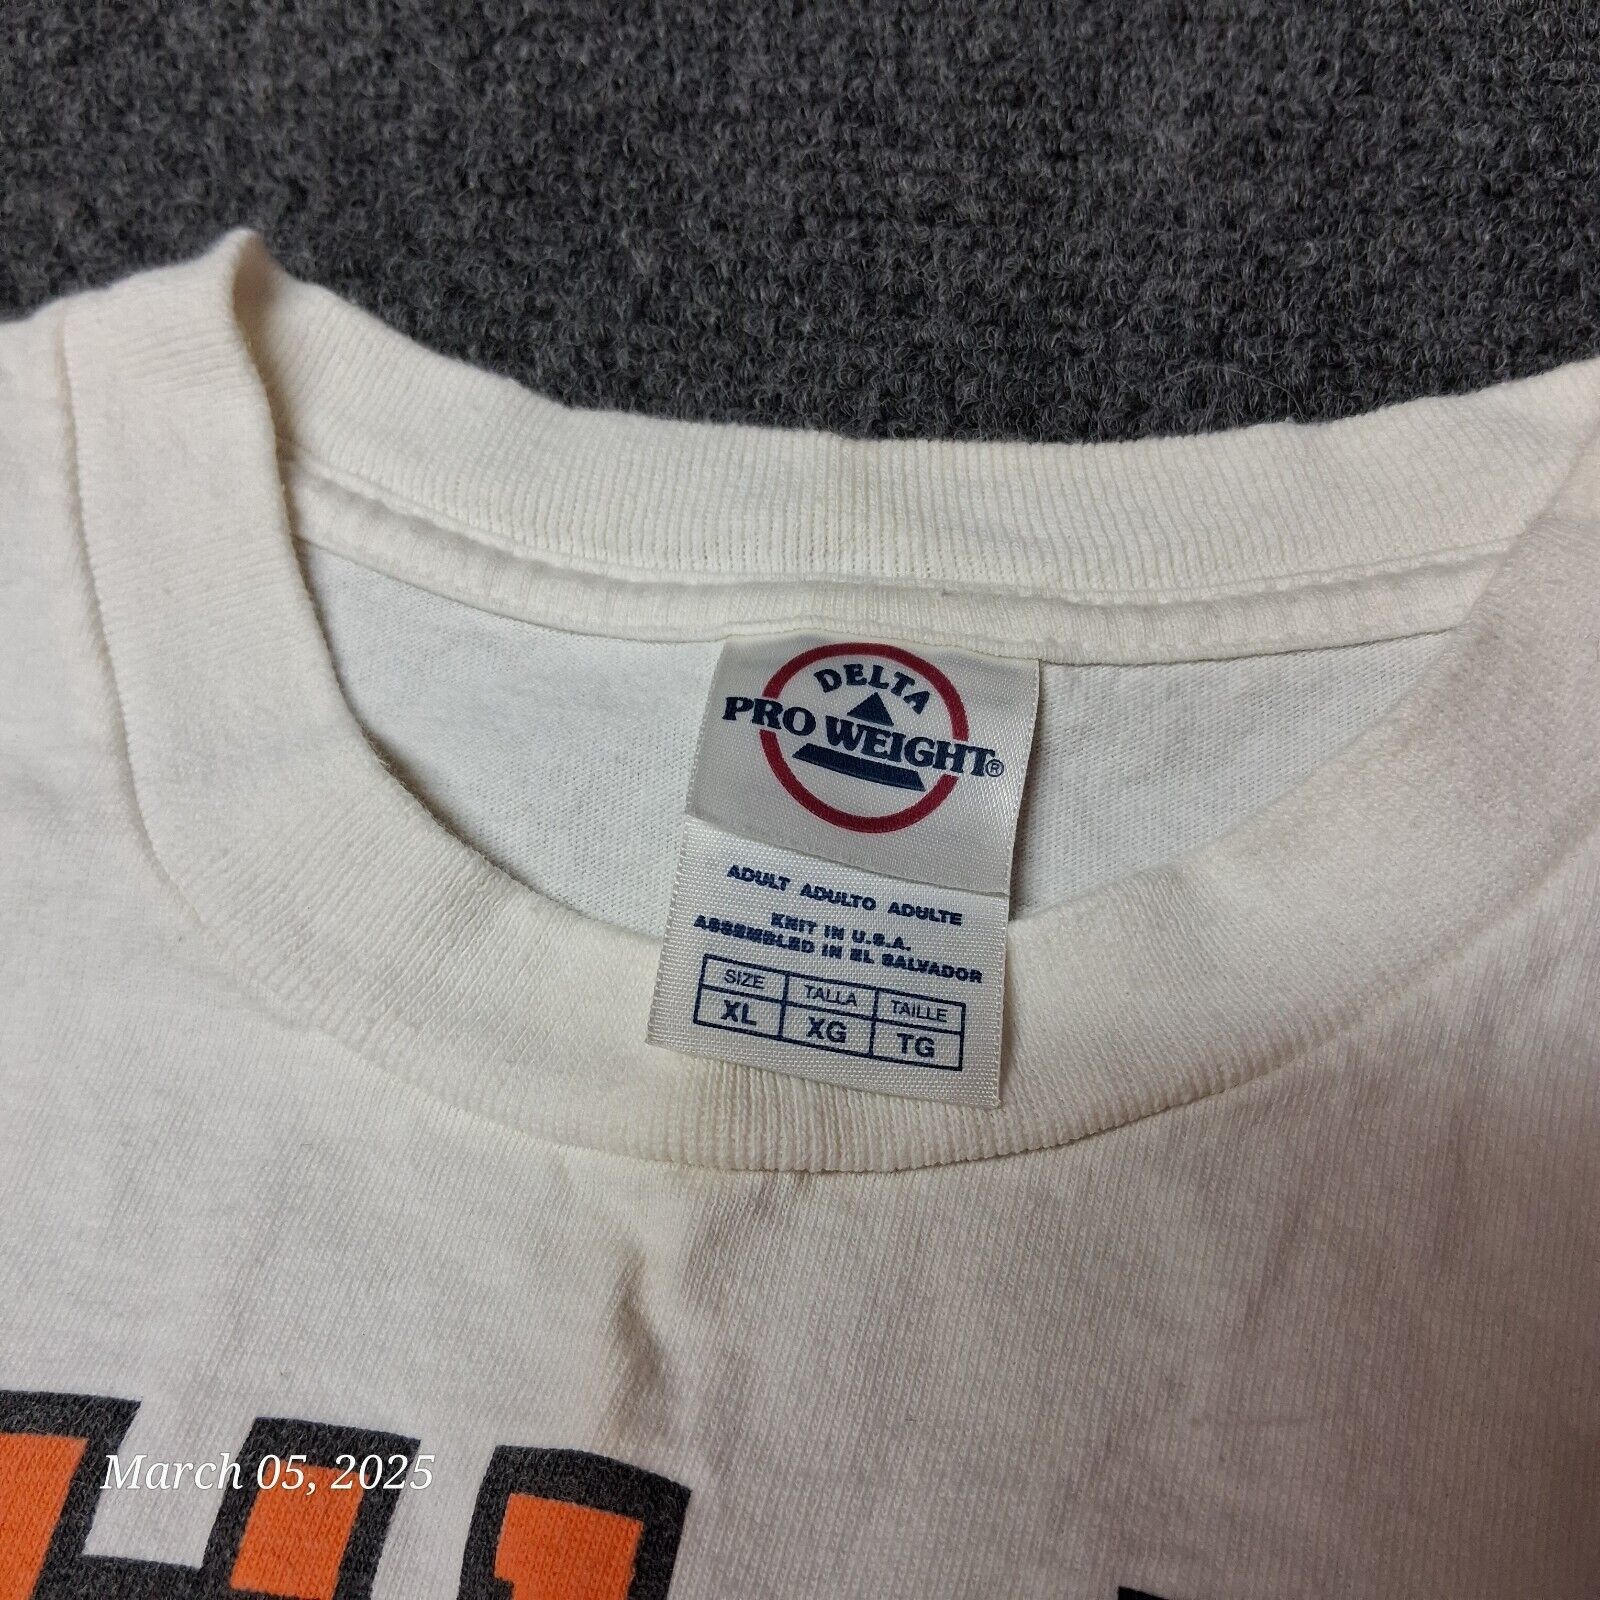 DELTA
PRO WEIGHT®
ADULT ADULTO ADULTE
KNIT IN U.S.A.
ASSEMBLED IN EL SALVADOR
SIZE TALLA TAILLE
XL XG TG
March 05, 2025